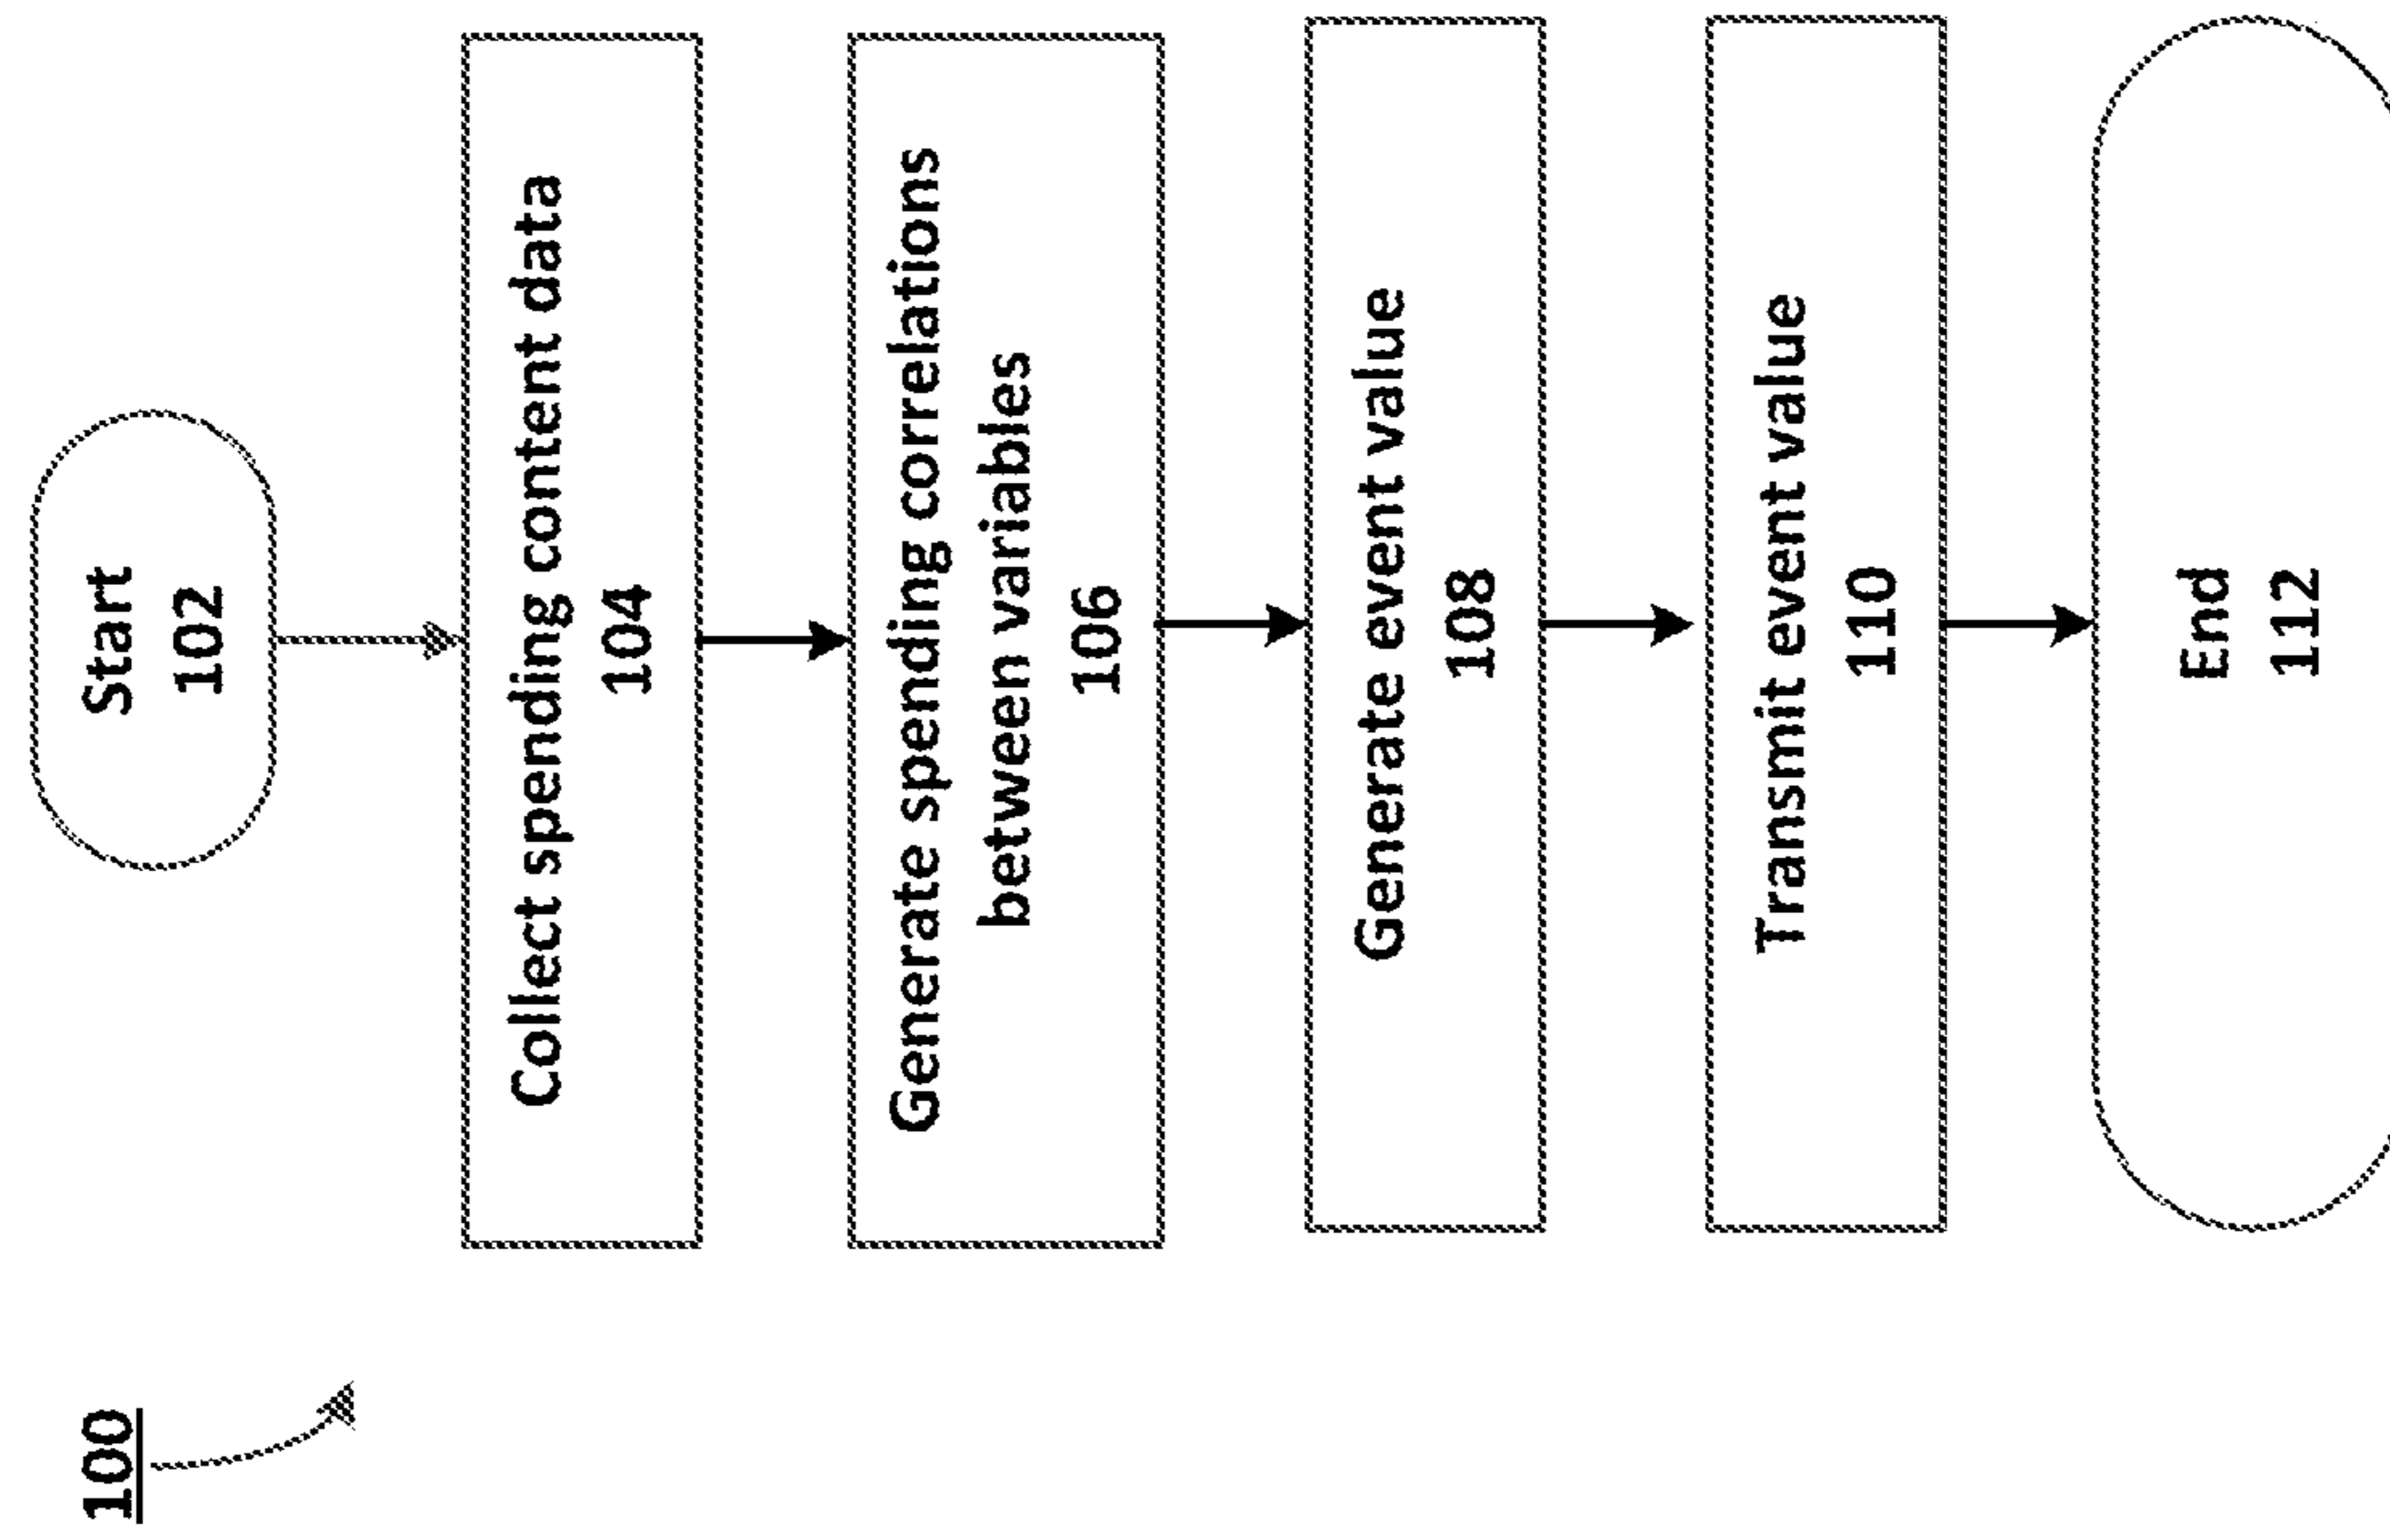 100
Start
102
Collect spending content data
104
Generate spending correlations
between variables
106
Generate event value
108
Transmit event value
110
End
112